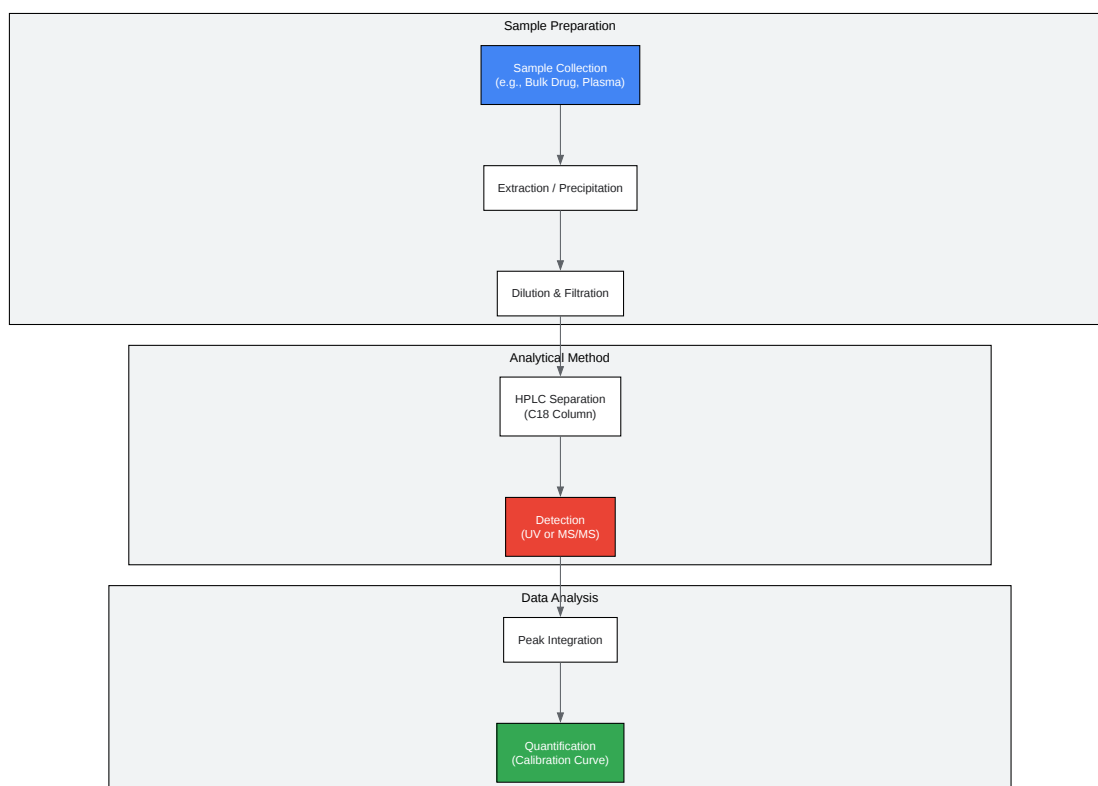 Sample Preparation
Sample Collection
(e.g., Bulk Drug, Plasma)
Extraction / Precipitation
Dilution & Filtration
Analytical Method
HPLC Separation
(C18 Column)
Detection
(UV or MS/MS)
Data Analysis
Peak Integration
Quantification
(Calibration Curve)